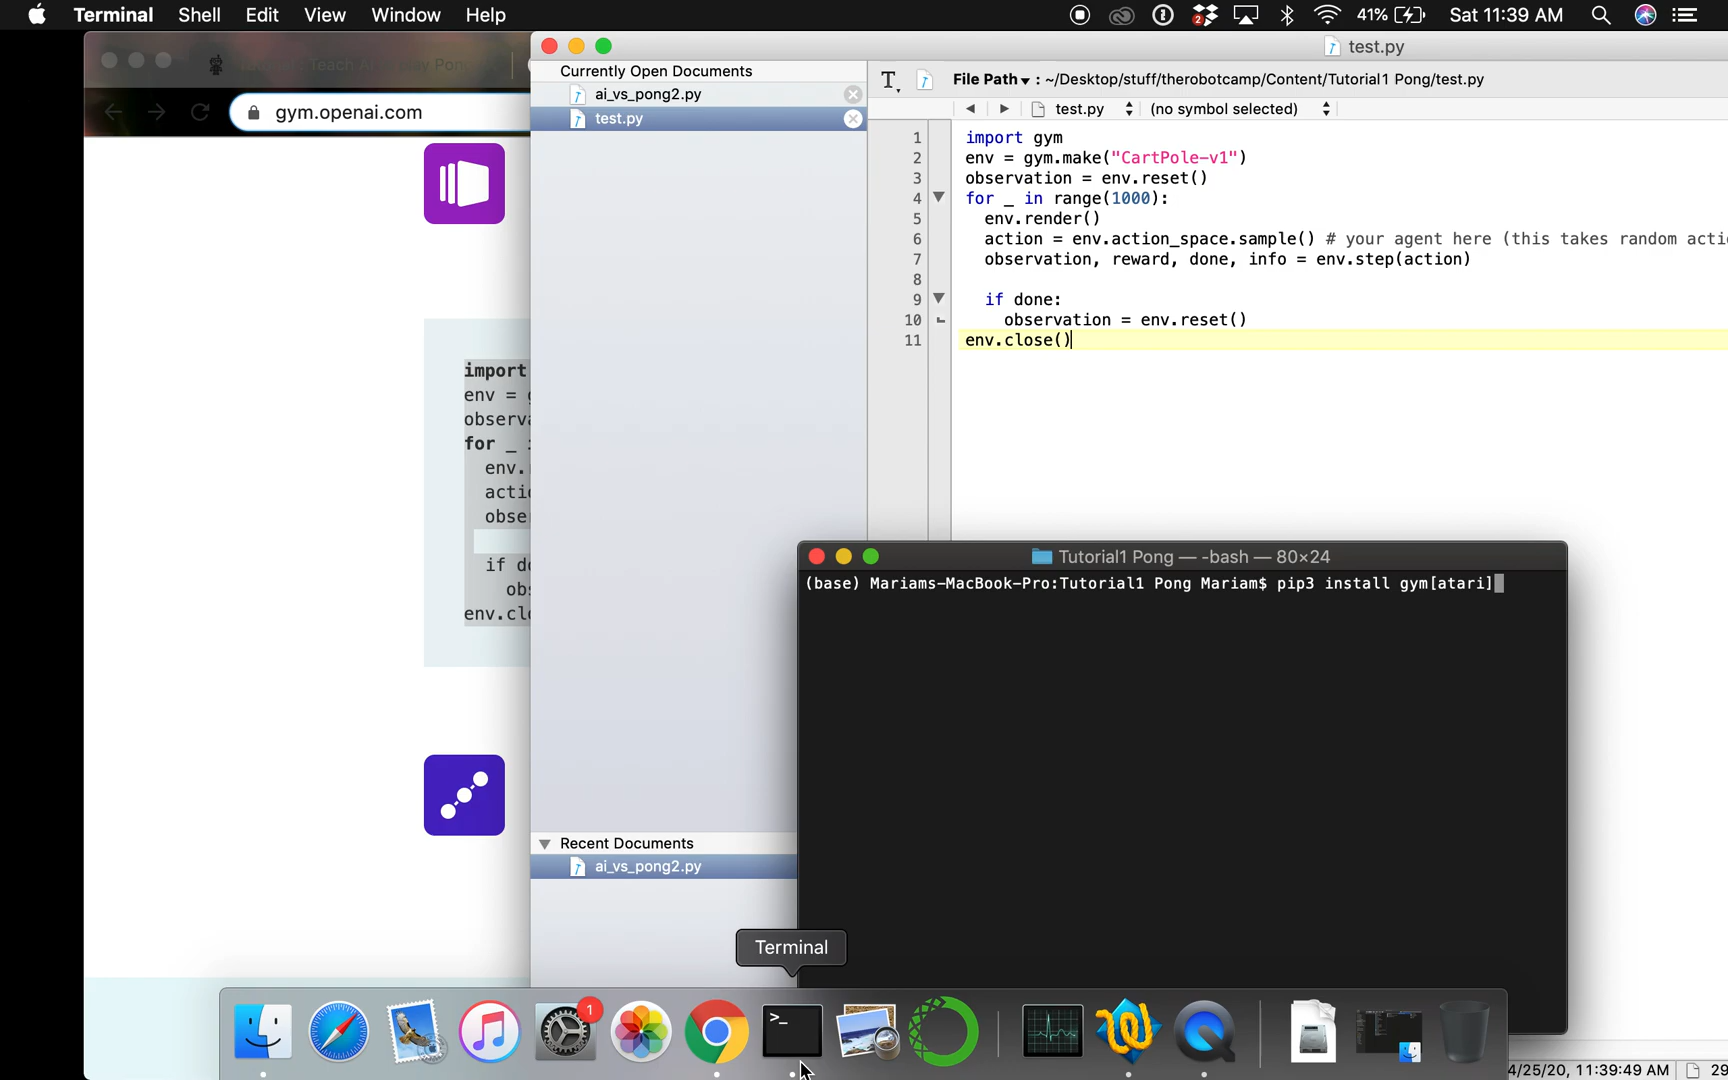 Terminal Shell Edit View Window Help
41% Sat 11:39 AM
2
test.py
Currently Open Documents
ai_vs_pong2.py
test.py
gym.openai.com
T. File Path ▾ : ~/Desktop/stuff/therobotcamp/Content/Tutorial1 Pong/test.py
test.py (no symbol selected)
1 import gym
2 env = gym.make("CartPole-v1")
3 observation = env.reset()
4 for _ in range(1000):
5 env.render()
6 action = env.action_space.sample() # your agent here (this takes random acti
7 observation, reward, done, info = env.step(action)
8
9 if done:
10 observation = env.reset()
11 env.close()
import
env =
observa
for _
env.
acti
obse
if d
obs
env.cl
Tutorial1 Pong — -bash — 80×24
(base) Mariams-MacBook-Pro:Tutorial1 Pong Mariam$ pip3 install gym[atari]
Recent Documents
ai_vs_pong2.py
Terminal
1
>_
4/25/20, 11:39:49 AM
29